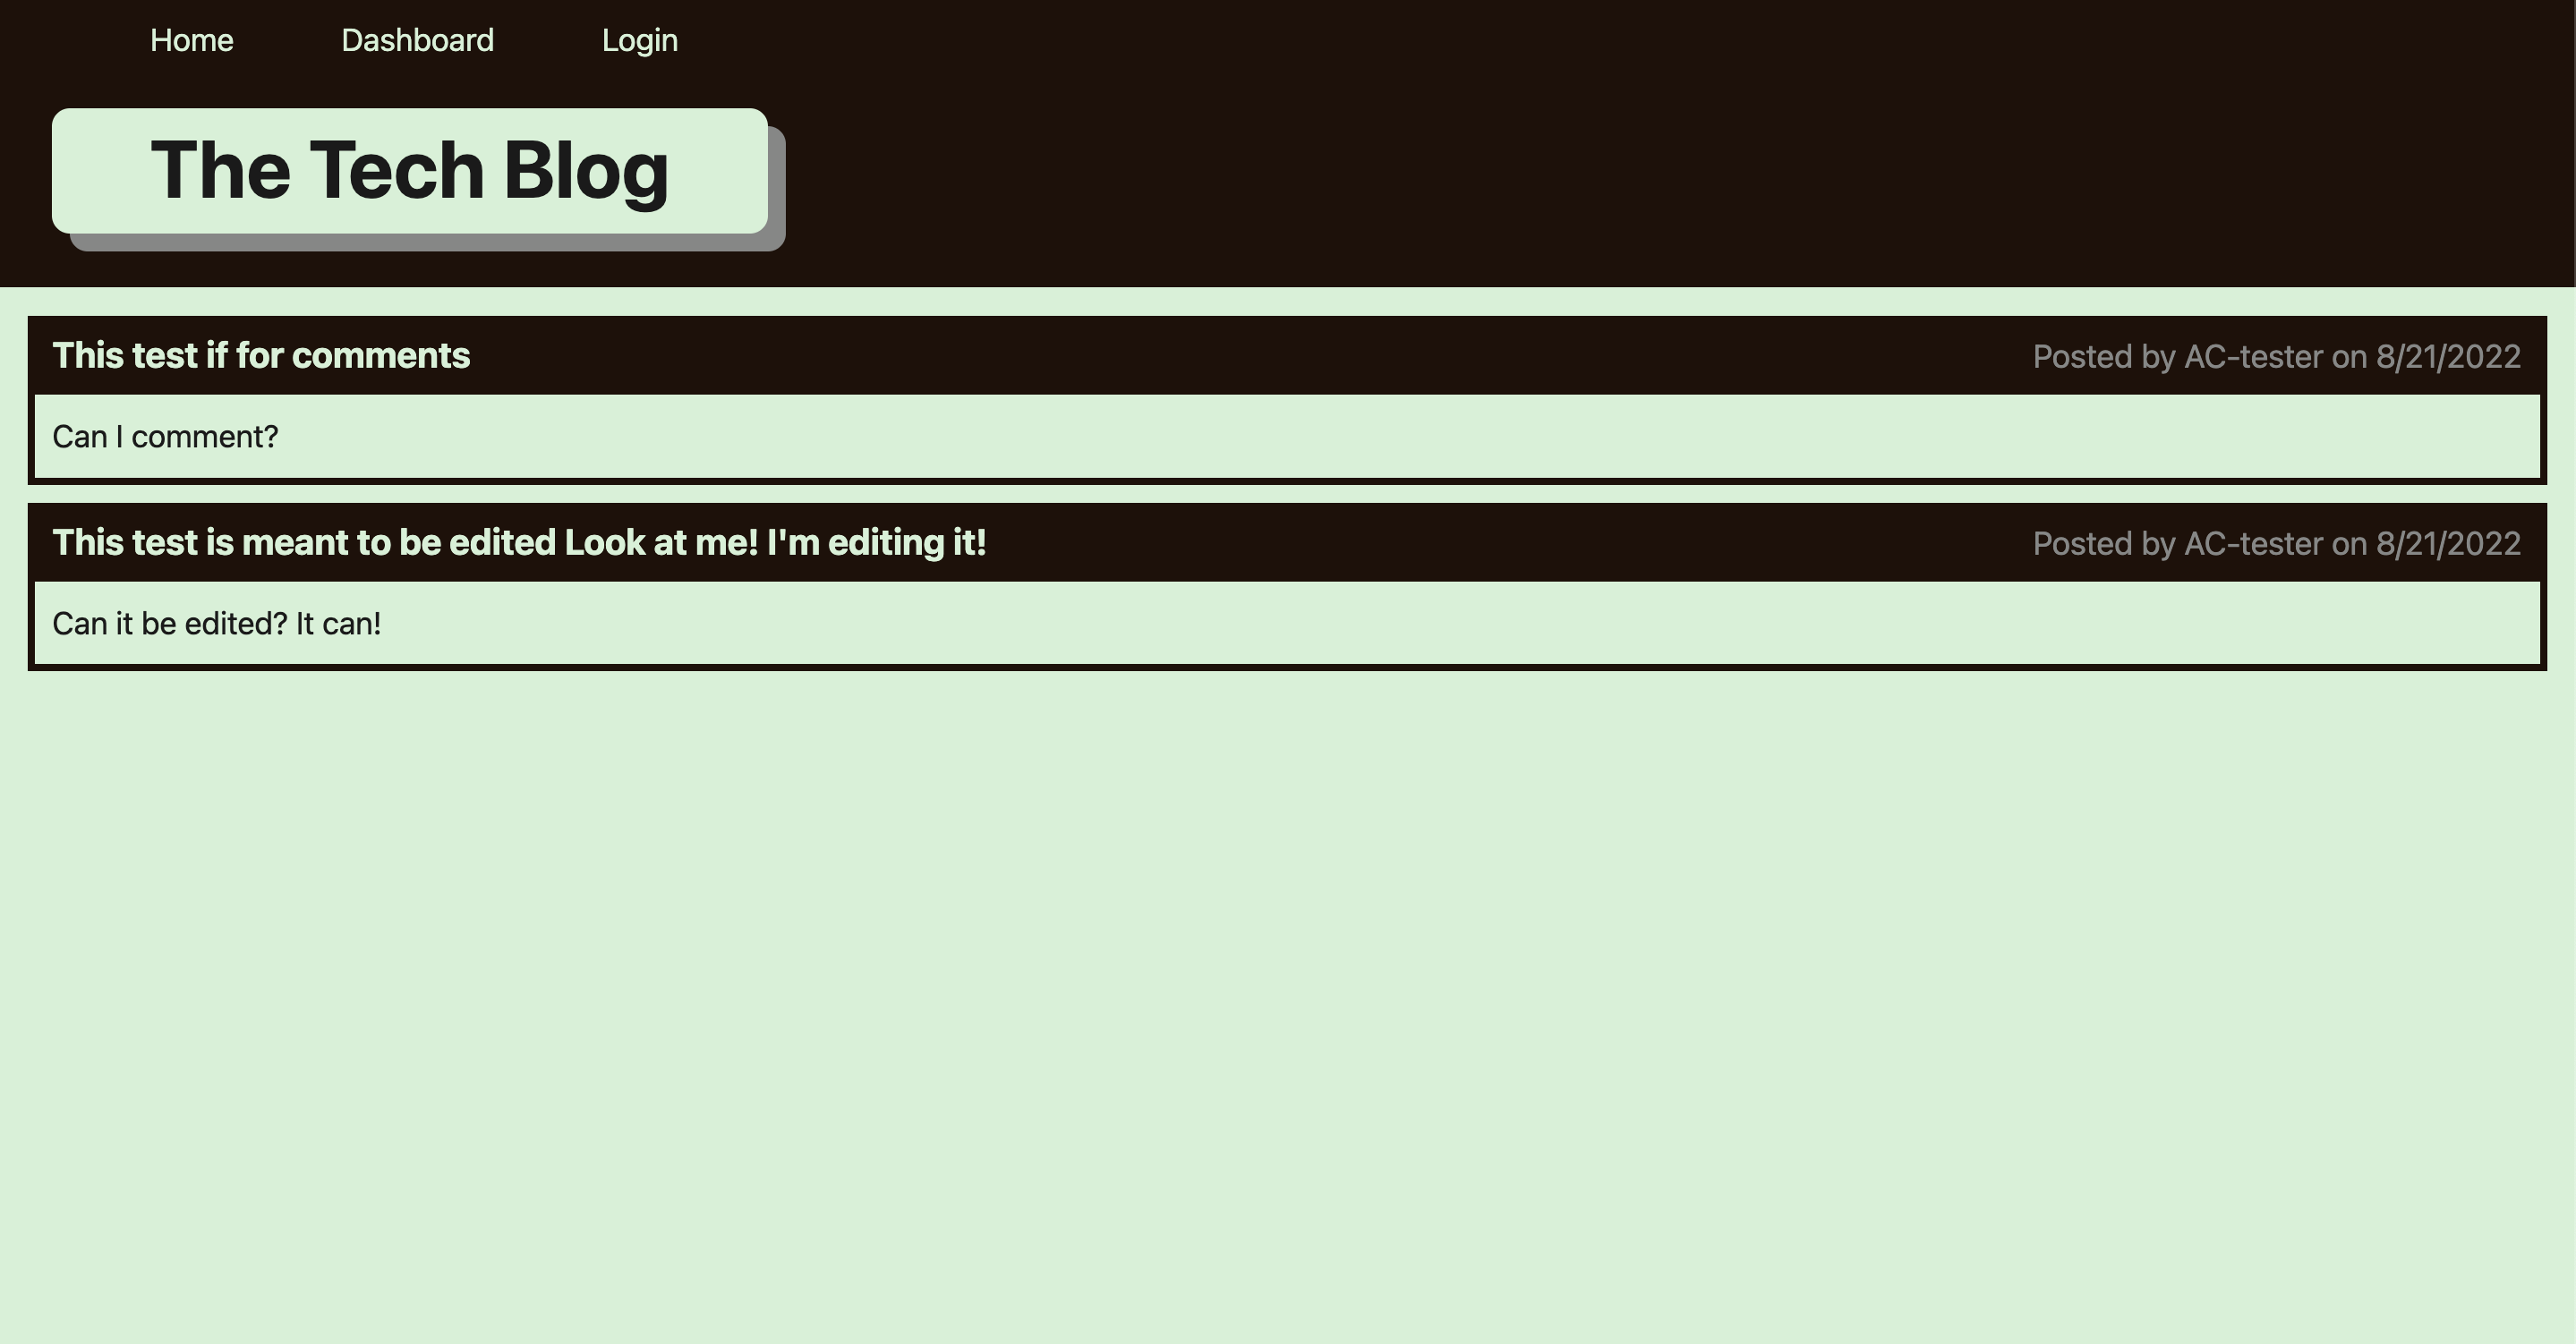 Home Dashboard Login
The Tech Blog
This test if for comments Posted by AC-tester on 8/21/2022
Can I comment?
This test is meant to be edited Look at me! I'm editing it! Posted by AC-tester on 8/21/2022
Can it be edited? It can!